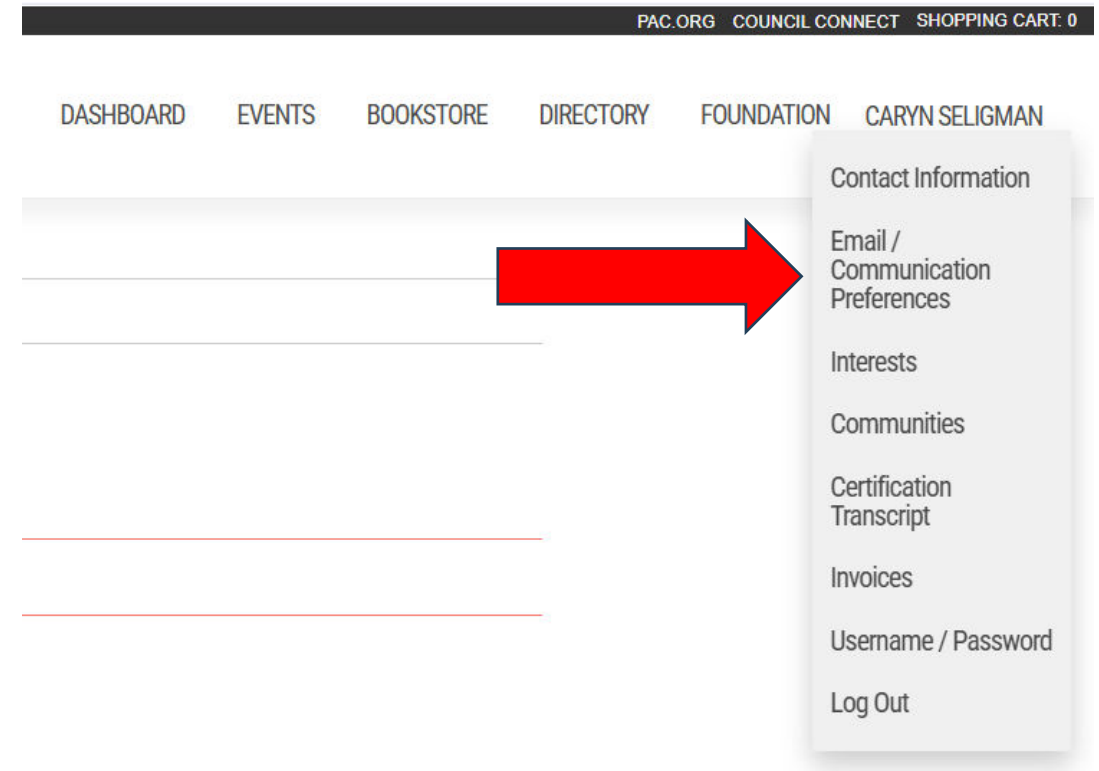 PAC.ORG COUNCIL CONNECT SHOPPING CART: 0
DASHBOARD EVENTS BOOKSTORE DIRECTORY FOUNDATION CARYN SELIGMAN
Contact Information
Email /
Communication
Preferences
Interests
Communities
Certification
Transcript
Invoices
Username / Password
Log Out